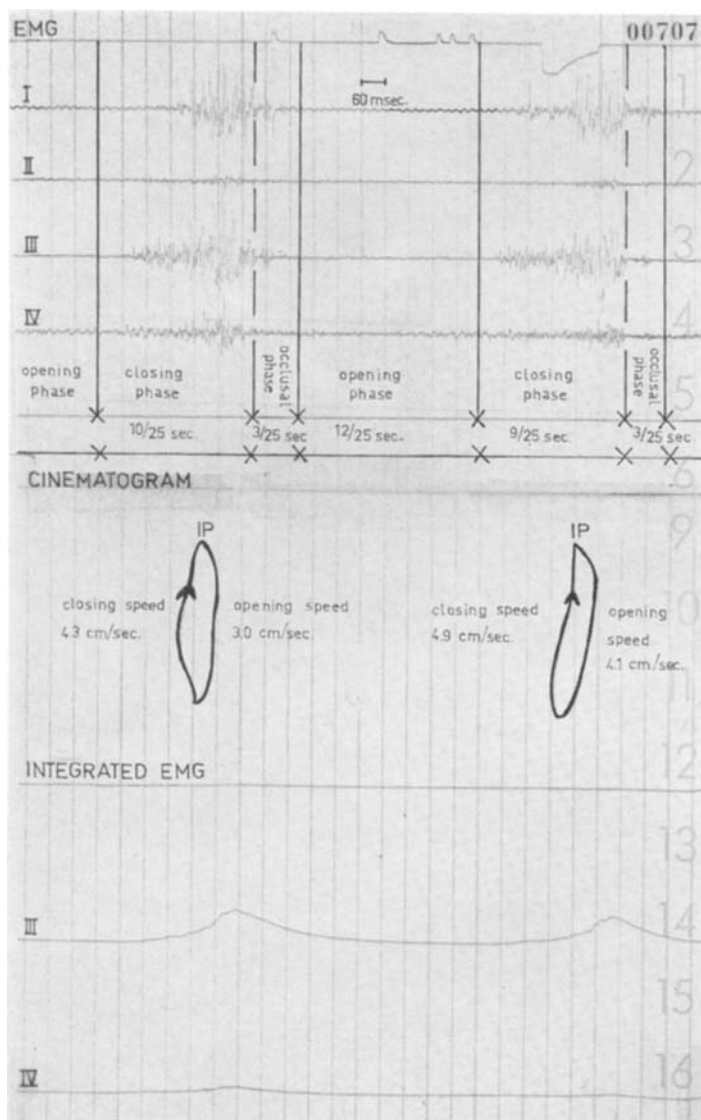 EMG
00707
I
60 msec.
1
II
2
III
3
IV
4
opening phase
closing phase
occlusal phase
opening phase
closing phase
occlusal phase
5
10/25 sec.
3/25 sec
12/25 sec.
9/25 sec.
3/25 sec.
6
CINEMATOGRAM
9
IP
IP
closing speed
4.3 cm/sec.
opening speed
3.0 cm/sec.
closing speed
4.9 cm/sec.
opening
speed
4.1 cm/sec.
10
11
12
INTEGRATED EMG
13
III
14
15
IV
16